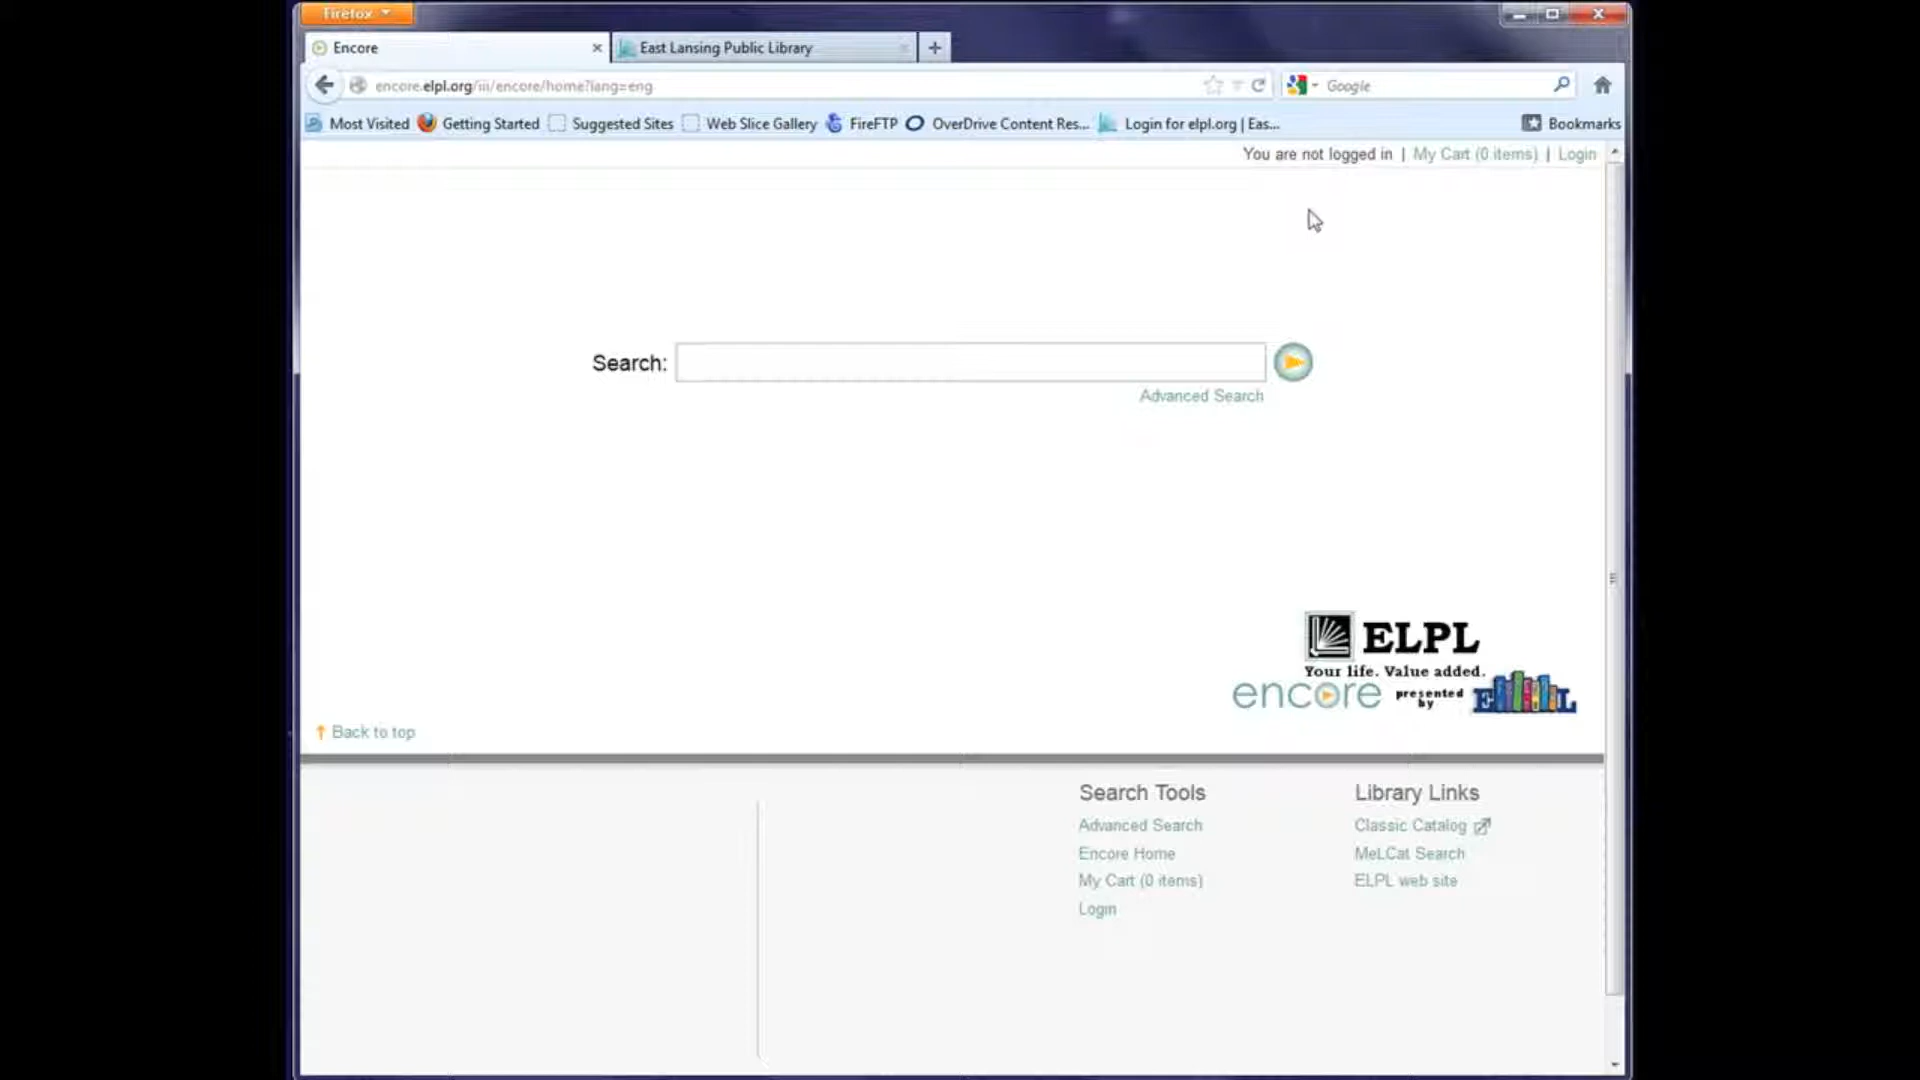 Firefox
Encore
East Lansing Public Library
encore.elpl.org/iii/encore/home?lang=eng
Google
Most Visited
Getting Started
Suggested Sites
Web Slice Gallery
FireFTP
OverDrive Content Res...
Login for elpl.org | Eas...
Bookmarks
You are not logged in | My Cart (0 items) | Login
Search:
Advanced Search
ELPL
Your life. Value added.
encore presented by
Back to top
Search Tools
Advanced Search
Encore Home
My Cart (0 items)
Login
Library Links
Classic Catalog
MeLCat Search
ELPL web site